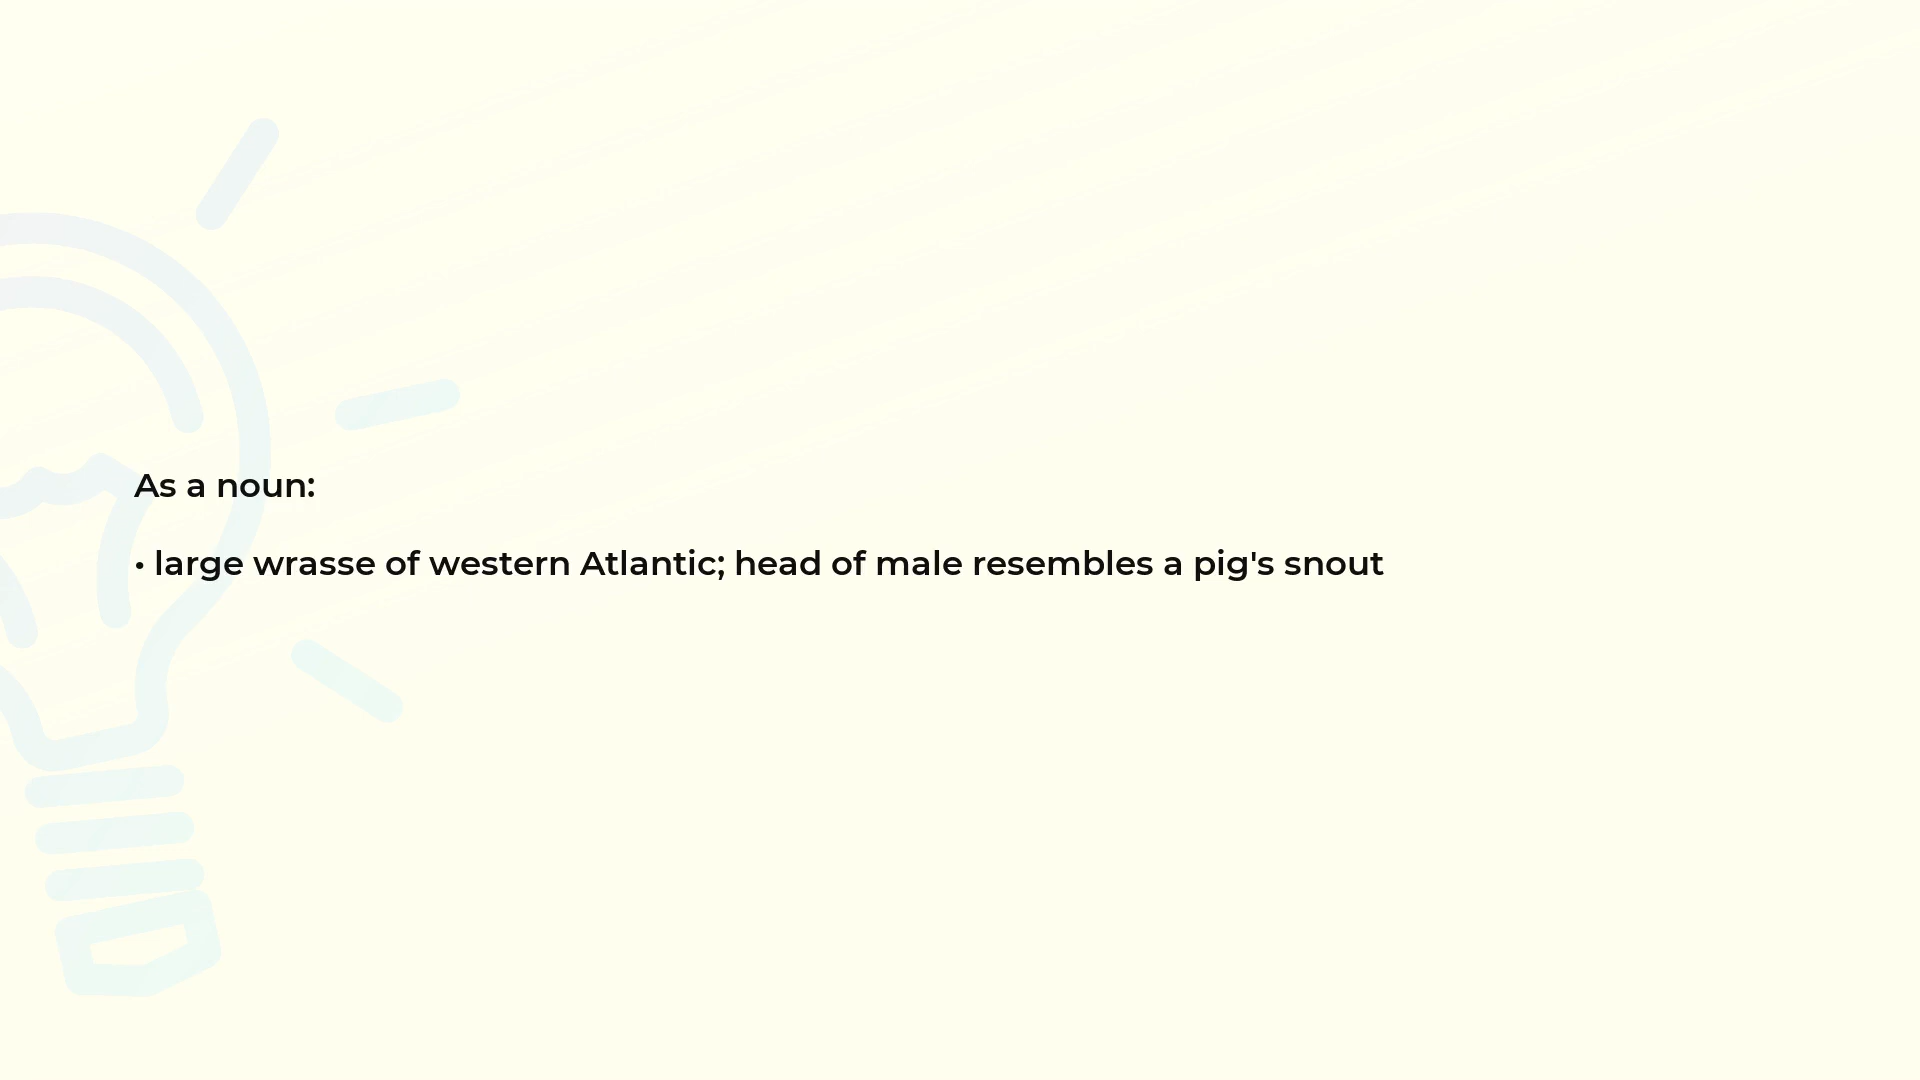 As a noun:
• large wrasse of western Atlantic; head of male resembles a pig's snout